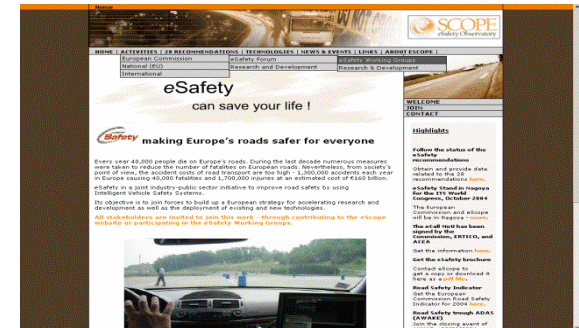 Home
SCOPE
eSafety Observatory
HOME | ACTIVITIES | 28 RECOMMENDATIONS | TECHNOLOGIES | NEWS & EVENTS | LINKS | ABOUT ESCOPE |
European Commission
eSafety Forum
eSafety Working Groups
National (EU)
Research and Development
Research & Development
International
eSafety
can save your life !
WELCOME
JOIN
CONTACT
eSafety
making Europe's roads safer for everyone
Every year 40,000 people die on Europe's roads. During the last decade numerous measures
were taken to reduce the number of fatalities on European roads. Nevertheless, from society's
point of view, the accident costs of road transport are too high - 1,300,000 accidents each year
in Europe causing 40,000 fatalities and 1,700,000 injuries at an estimated cost of €160 billion.
eSafety in a joint industry-public sector initiative to improve road safety by using
Intelligent Vehicle Safety Systems.
Its objective is to join forces to build up a European strategy for accelerating research and
development as well as the deployment of existing and new technologies.
All stakeholders are invited to join this work - through contributing to the eScope
website or participating in the eSafety Working Groups.
Highlights
Follow the status of the
eSafety
recommendations
Obtain and provide data
related to the 28
recommendations here.
eSafety Stand in Nagoya
for the ITS World
Congress, October 2004
The European
Commission and eScope
will be in Nagoya - more.
The eCall MoU has been
signed by the
Commission, ERTICO, and
ACEA
Get the information here.
Get the eSafety brochure
Contact eScope to
get a copy or download it
here as a pdf file.
Road Safety Indicator
Get the European
Commission Road Safety
Indicator for 2004 here.
Road Safety trough ADAS
(AWAKE)
Join the closing event of